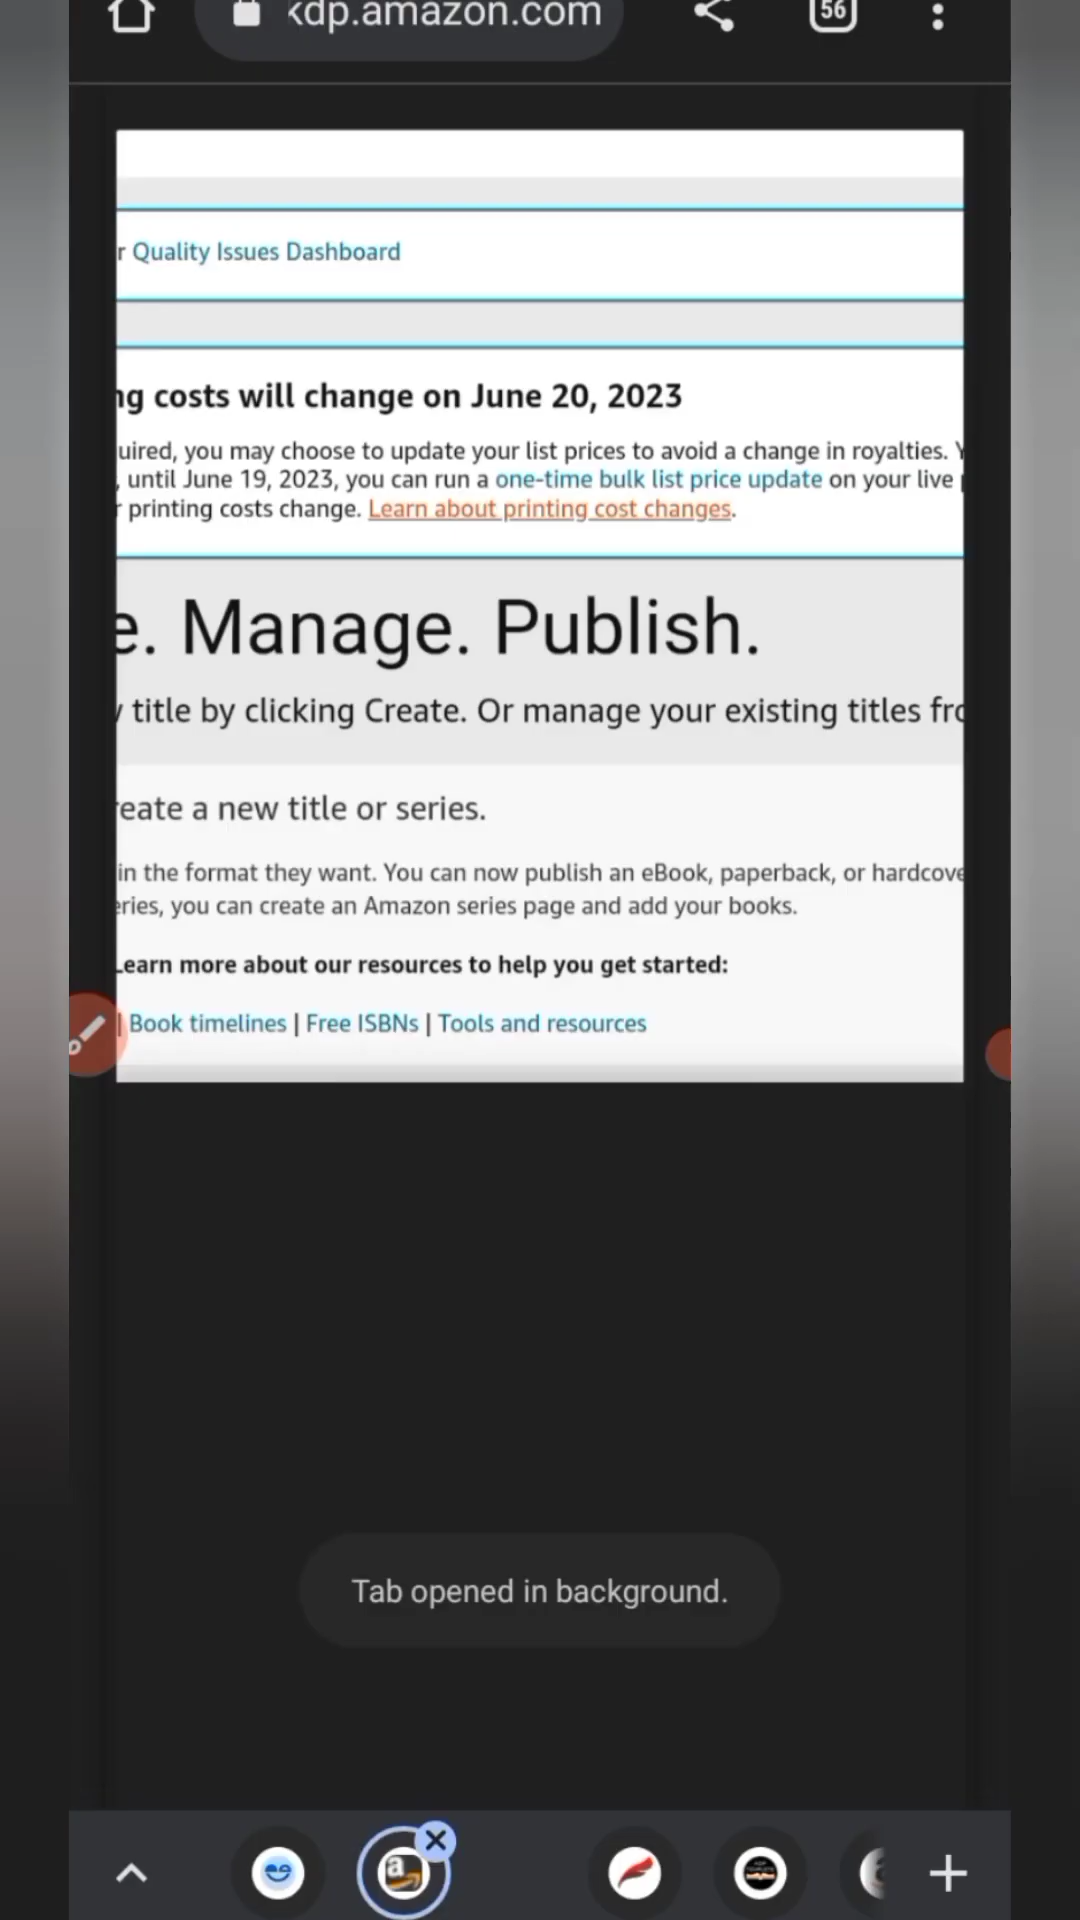 kdp.amazon.com
56
r Quality Issues Dashboard
ng costs will change on June 20, 2023
uired, you may choose to update your list prices to avoid a change in royalties.
, until June 19, 2023, you can run a one-time bulk list price update on your live
r printing costs change. Learn about printing cost changes.
e. Manage. Publish.
title by clicking Create. Or manage your existing titles fro
reate a new title or series.
in the format they want. You can now publish an eBook, paperback, or hardcove
eries, you can create an Amazon series page and add your books.
Learn more about our resources to help you get started:
| Book timelines | Free ISBNs | Tools and resources
Tab opened in background.